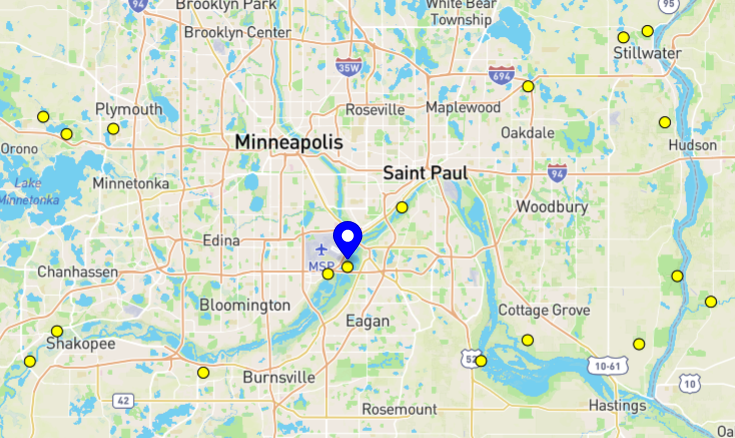 94
Brooklyn Park
White Bear
Township
95
Brooklyn Center
Stillwater
35W
694
Plymouth
Roseville
Maplewood
Oakdale
Minneapolis
Orono
Hudson
Saint Paul
94
Lake
Minnetonka
Minnetonka
Woodbury
Edina
MSP
Chanhassen
Bloomington
Cottage Grove
Eagan
Shakopee
52
10-61
Burnsville
10
42
Rosemount
Hastings
Oa